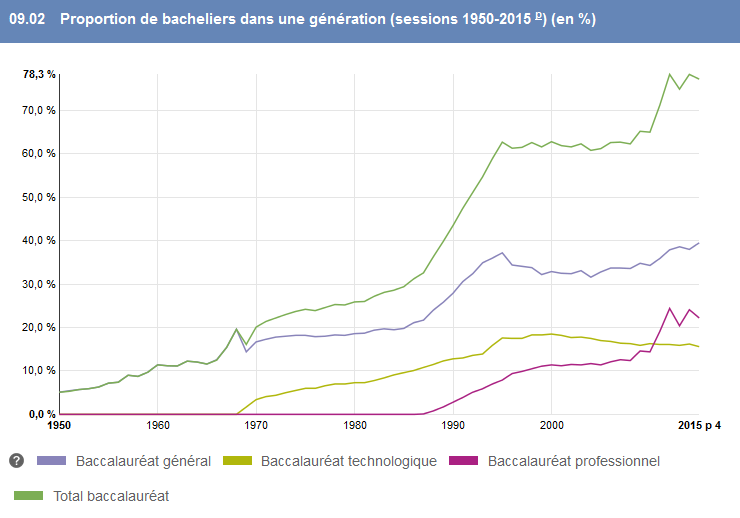 09.02 Proportion de bacheliers dans une génération (sessions 1950-2015 p) (en %)
78,3 %
70,0 %
60,0 %
50,0 %
40,0 %
30,0 %
20,0 %
10,0 %
0,0 %
1950 1960 1970 1980 1990 2000 2015 p 4
? Baccalauréat général Baccalauréat technologique Baccalauréat professionnel
Total baccalauréat